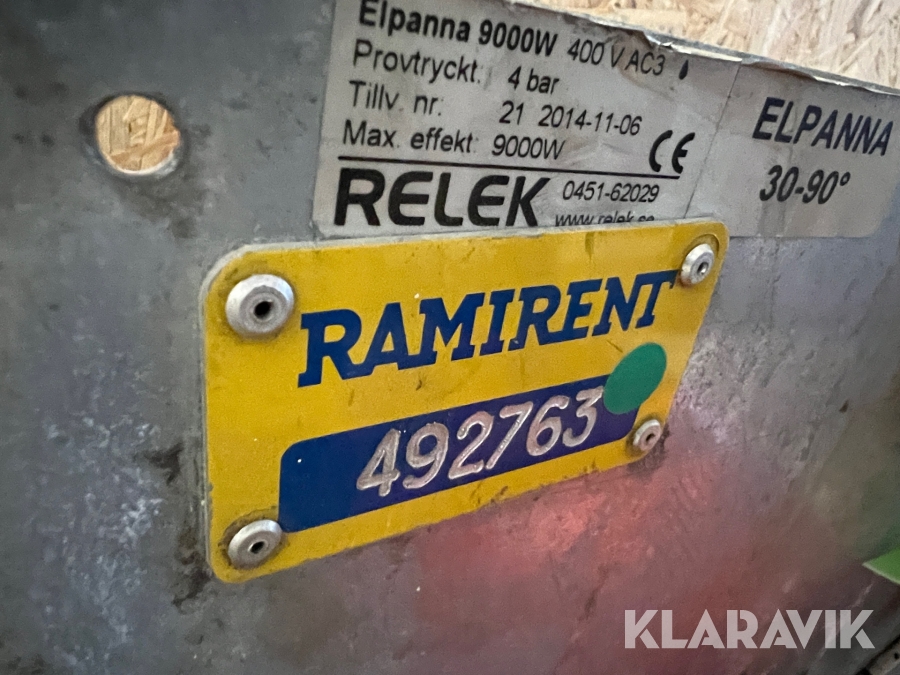 Elpanna 9000W 400 V AC3
Provtryckt: 4 bar
Tillv. nr: 21 2014-11-06
Max. effekt: 9000W
CE
RELEK 0451-62029
www.relek.se
ELPANNA
30-90°
RAMIRENT
492763
KLARAVIK